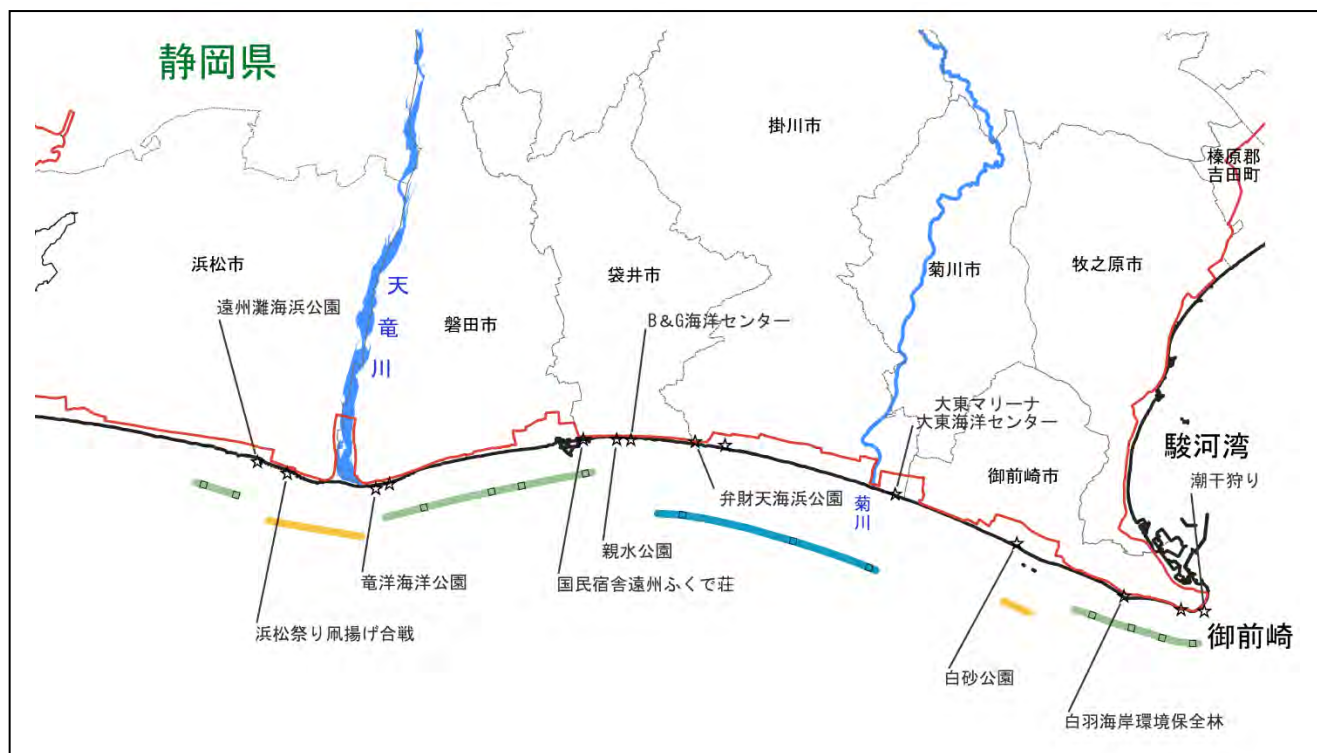 静岡県
掛川市
榛原郡
吉田町
浜松市
袋井市
菊川市
牧之原市
遠州灘海浜公園
天竜川
磐田市
B&G海洋センター
大東マリーナ
大東海洋センター
駿河湾
御前崎市
潮干狩り
弁財天海浜公園
菊川
親水公園
竜洋海洋公園
国民宿舎遠州ふくで荘
浜松祭り凧揚げ合戦
御前崎
白砂公園
白羽海岸環境保全林